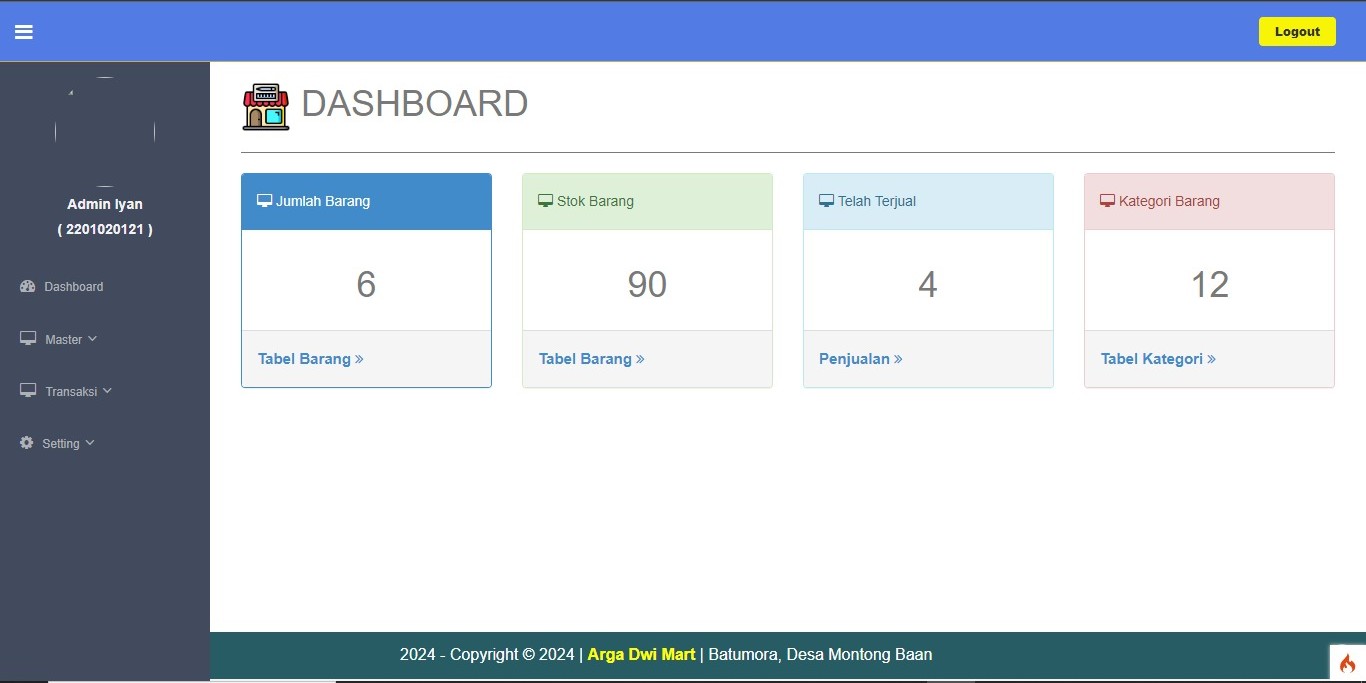 Logout
DASHBOARD
Admin Iyan
( 2201020121 )
Dashboard
Master
Transaksi
Setting
Jumlah Barang
6
Tabel Barang »
Stok Barang
90
Tabel Barang »
Telah Terjual
4
Penjualan »
Kategori Barang
12
Tabel Kategori »
2024 - Copyright © 2024 | Arga Dwi Mart | Batumora, Desa Montong Baan